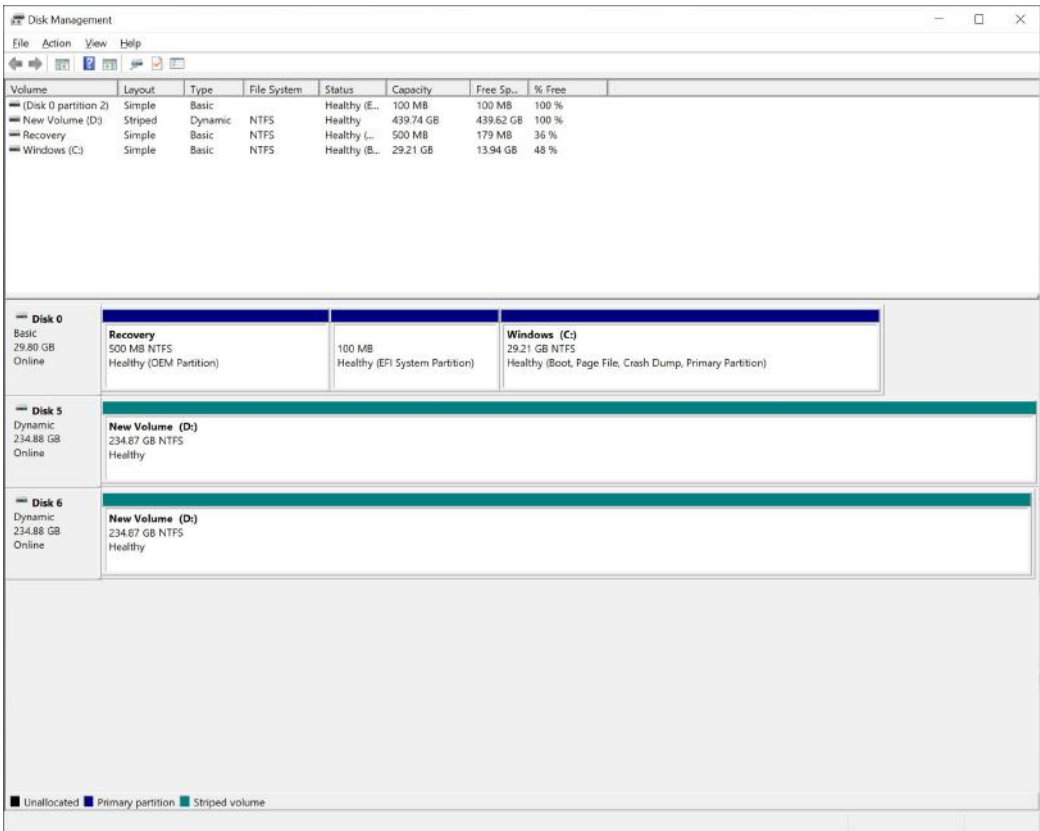 Disk Management
File Action View Help
Volume Layout Type File System Status Capacity Free Sp... % Free
(Disk 0 partition 2) Simple Basic Healthy (E... 100 MB 100 MB 100 %
New Volume (D:) Striped Dynamic NTFS Healthy 439.74 GB 439.62 GB 100 %
Recovery Simple Basic NTFS Healthy (... 500 MB 179 MB 36 %
Windows (C:) Simple Basic NTFS Healthy (B... 29.21 GB 13.94 GB 48 %
Disk 0
Basic
29.80 GB
Online
Recovery
500 MB NTFS
Healthy (OEM Partition)
100 MB
Healthy (EFI System Partition)
Windows (C:)
29.21 GB NTFS
Healthy (Boot, Page File, Crash Dump, Primary Partition)
Disk 5
Dynamic
234.88 GB
Online
New Volume (D:)
234.87 GB NTFS
Healthy
Disk 6
Dynamic
234.88 GB
Online
New Volume (D:)
234.87 GB NTFS
Healthy
Unallocated Primary partition Striped volume